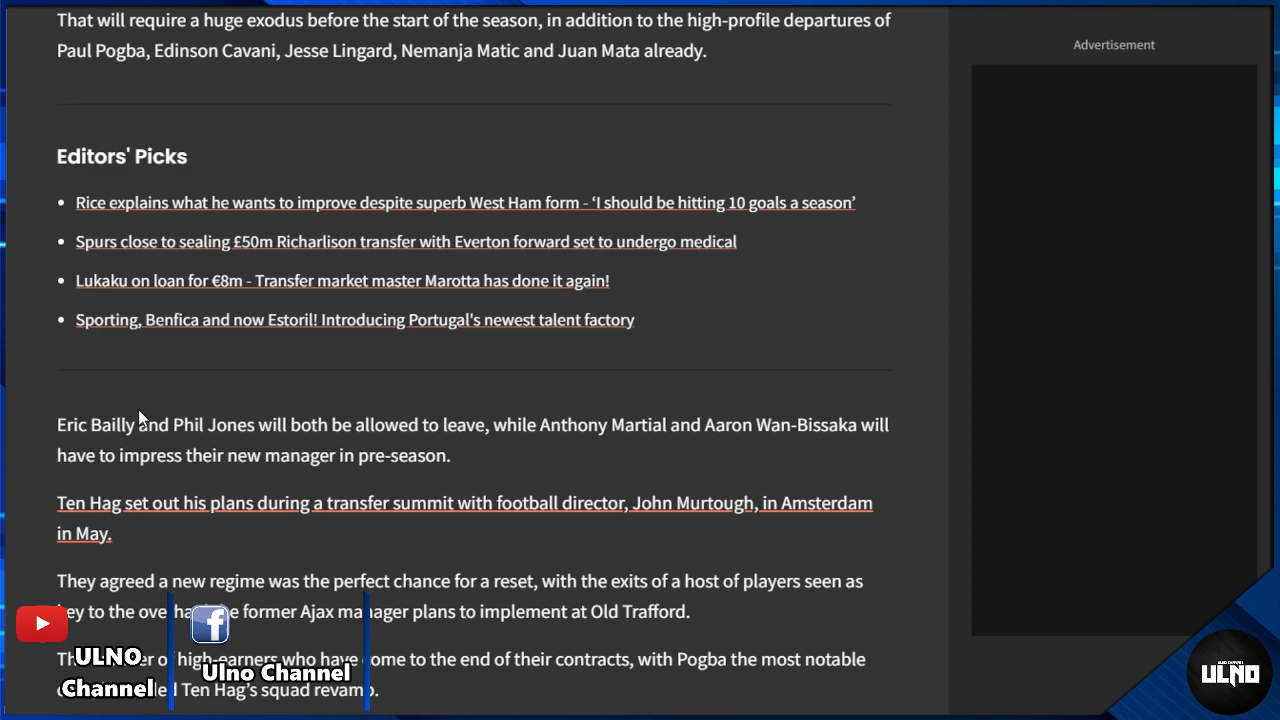 That will require a huge exodus before the start of the season, in addition to the high-profile departures of
Paul Pogba, Edinson Cavani, Jesse Lingard, Nemanja Matic and Juan Mata already.
Advertisement
Editors' Picks
• Rice explains what he wants to improve despite superb West Ham form - ‘I should be hitting 10 goals a season’
• Spurs close to sealing £50m Richarlison transfer with Everton forward set to undergo medical
• Lukaku on loan for €8m - Transfer market master Marotta has done it again!
• Sporting, Benfica and now Estoril! Introducing Portugal's newest talent factory
Eric Bailly and Phil Jones will both be allowed to leave, while Anthony Martial and Aaron Wan-Bissaka will
have to impress their new manager in pre-season.
Ten Hag set out his plans during a transfer summit with football director, John Murtough, in Amsterdam
in May.
They agreed a new regime was the perfect chance for a reset, with the exits of a host of players seen as
key to the former Ajax manager plans to implement at Old Trafford.
of high-earners who have come to the end of their contracts, with Pogba the most notable
Ten Hag’s squad revamp.
ULNO
Channel
Ulno Channel
ULNO